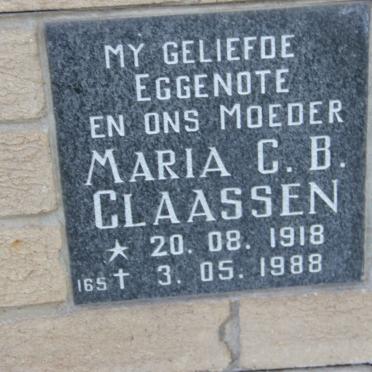 MY GELIEFDE
EGGENOTE
EN ONS MOEDER
MARIA C. B.
CLAASSEN
★ 20. 08. 1918
165 ✝ 3. 05. 1988